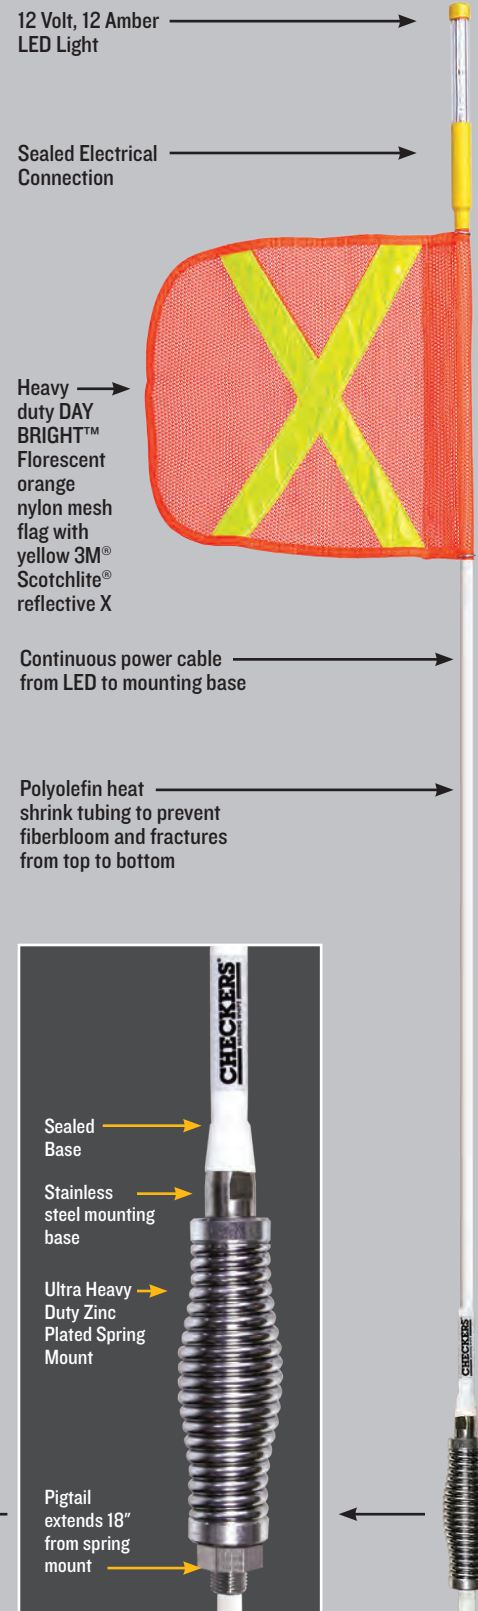 12 Volt, 12 Amber
LED Light
Sealed Electrical
Connection
Heavy
duty DAY
BRIGHT™
Florescent
orange
nylon mesh
flag with
yellow 3M®
Scotchlite®
reflective X
Continuous power cable
from LED to mounting base
Polyolefin heat
shrink tubing to prevent
fiberbloom and fractures
from top to bottom
CHECKERS®
WARNING WHIPS
Sealed
Base
Stainless
steel mounting
base
Ultra Heavy
Duty Zinc
Plated Spring
Mount
Pigtail
extends 18"
from spring
mount
CHECKERS